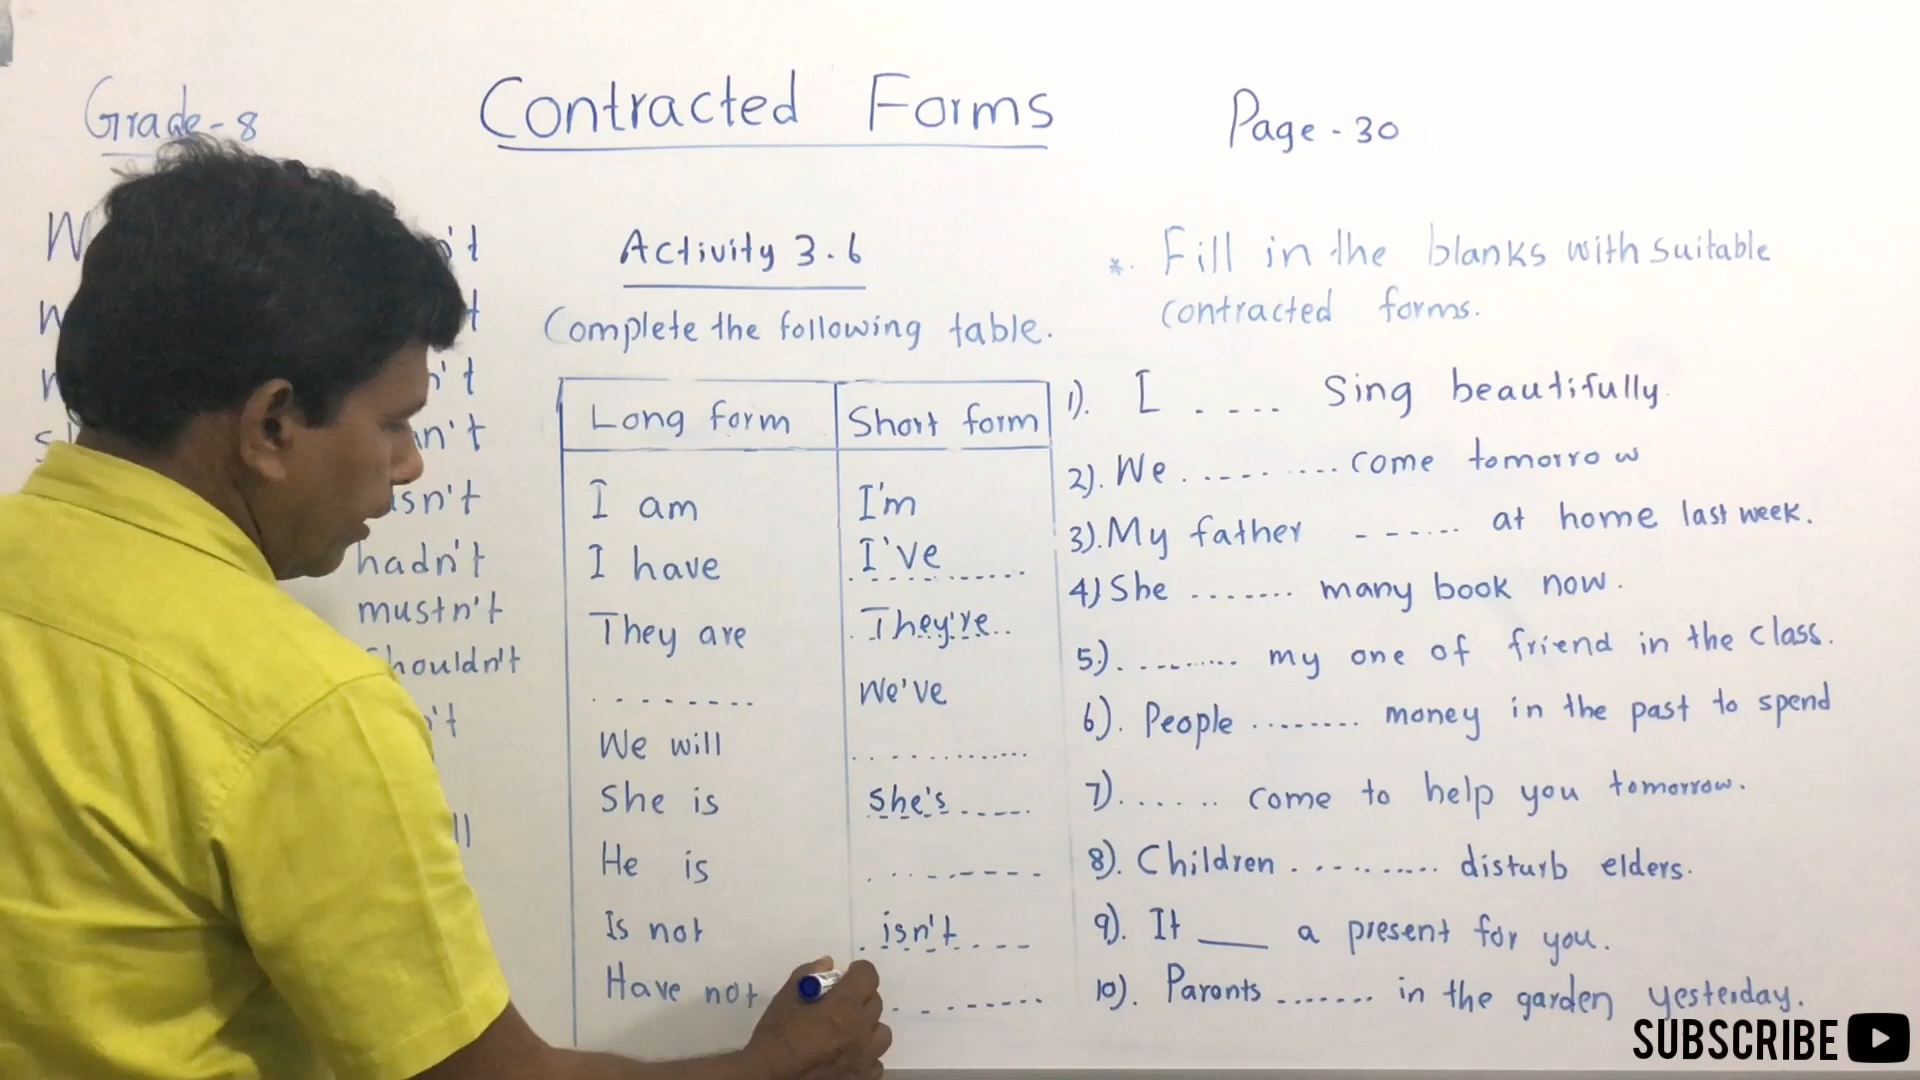 Grade-8
Contracted Forms
Page - 30
hadn't
mustn't
Activity 3.6
Complete the following table.
Long form Short form
I am I'm
I have I've
They are They're
We've
We will
She is She's
He is
Is not isn't
Have not
*. Fill in the blanks with suitable
contracted forms.
1). I .... Sing beautifully.
2). We ......... come tomorrow
3). My father ...... at home last week.
4) She ....... many book now.
5). ......... my one of friend in the class.
6). People ........ money in the past to spend
7). ...... come to help you tomorrow.
8). Children .......... disturb elders.
9). It ___ a present for you.
10). Paronts ....... in the garden yesterday.
SUBSCRIBE